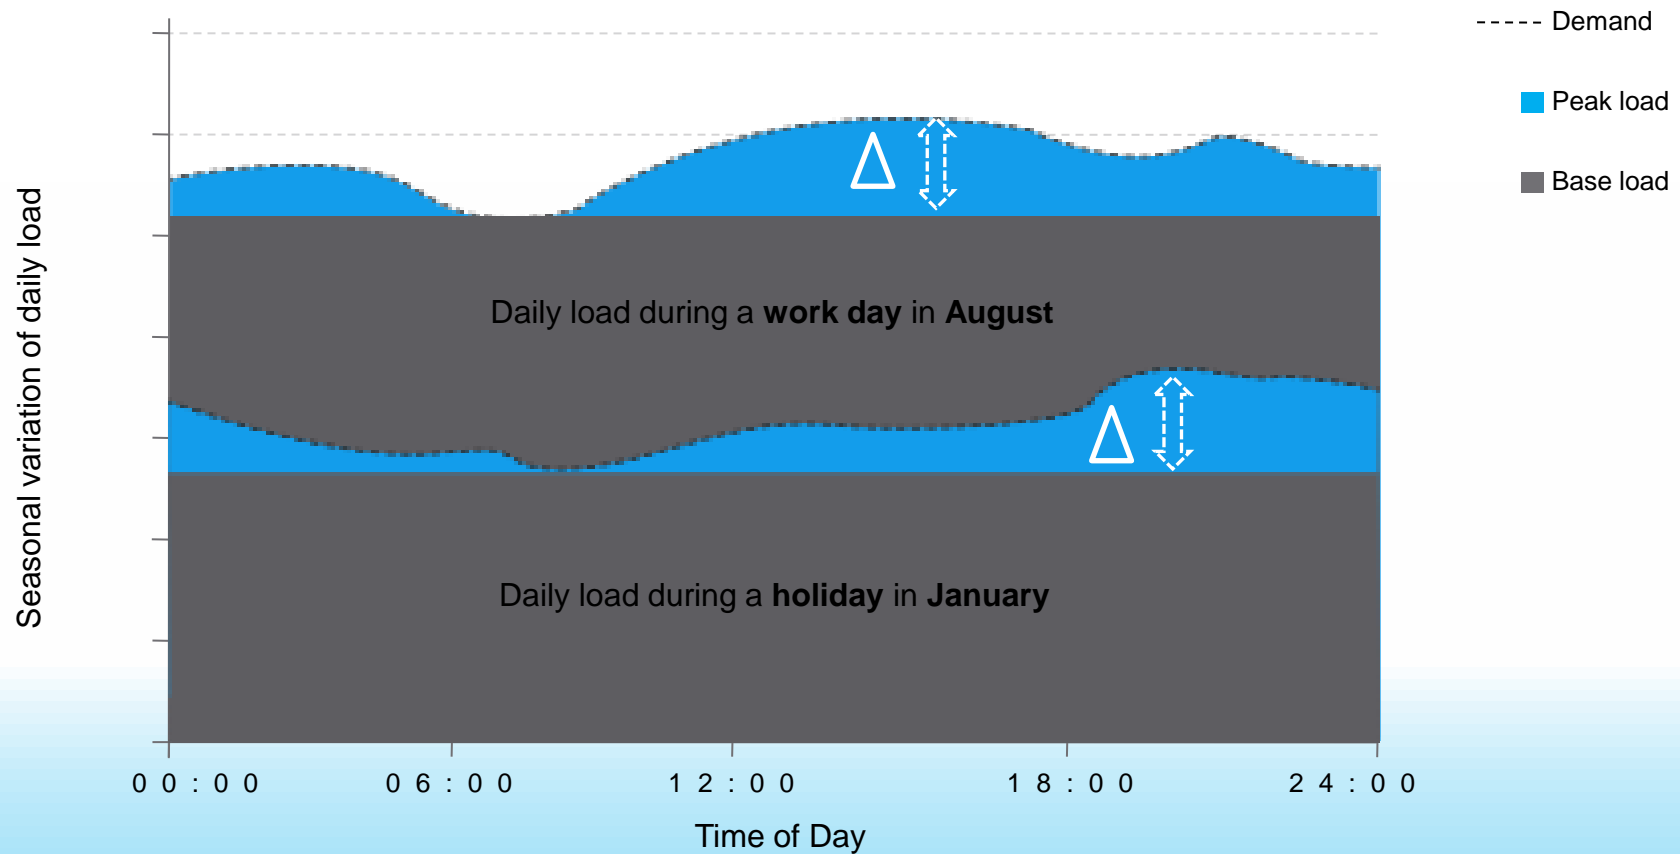 Demand
Peak load
Base load
Seasonal variation of daily load
Daily load during a work day in August
Δ
Daily load during a holiday in January
Δ
00:00 06:00 12:00 18:00 24:00
Time of Day